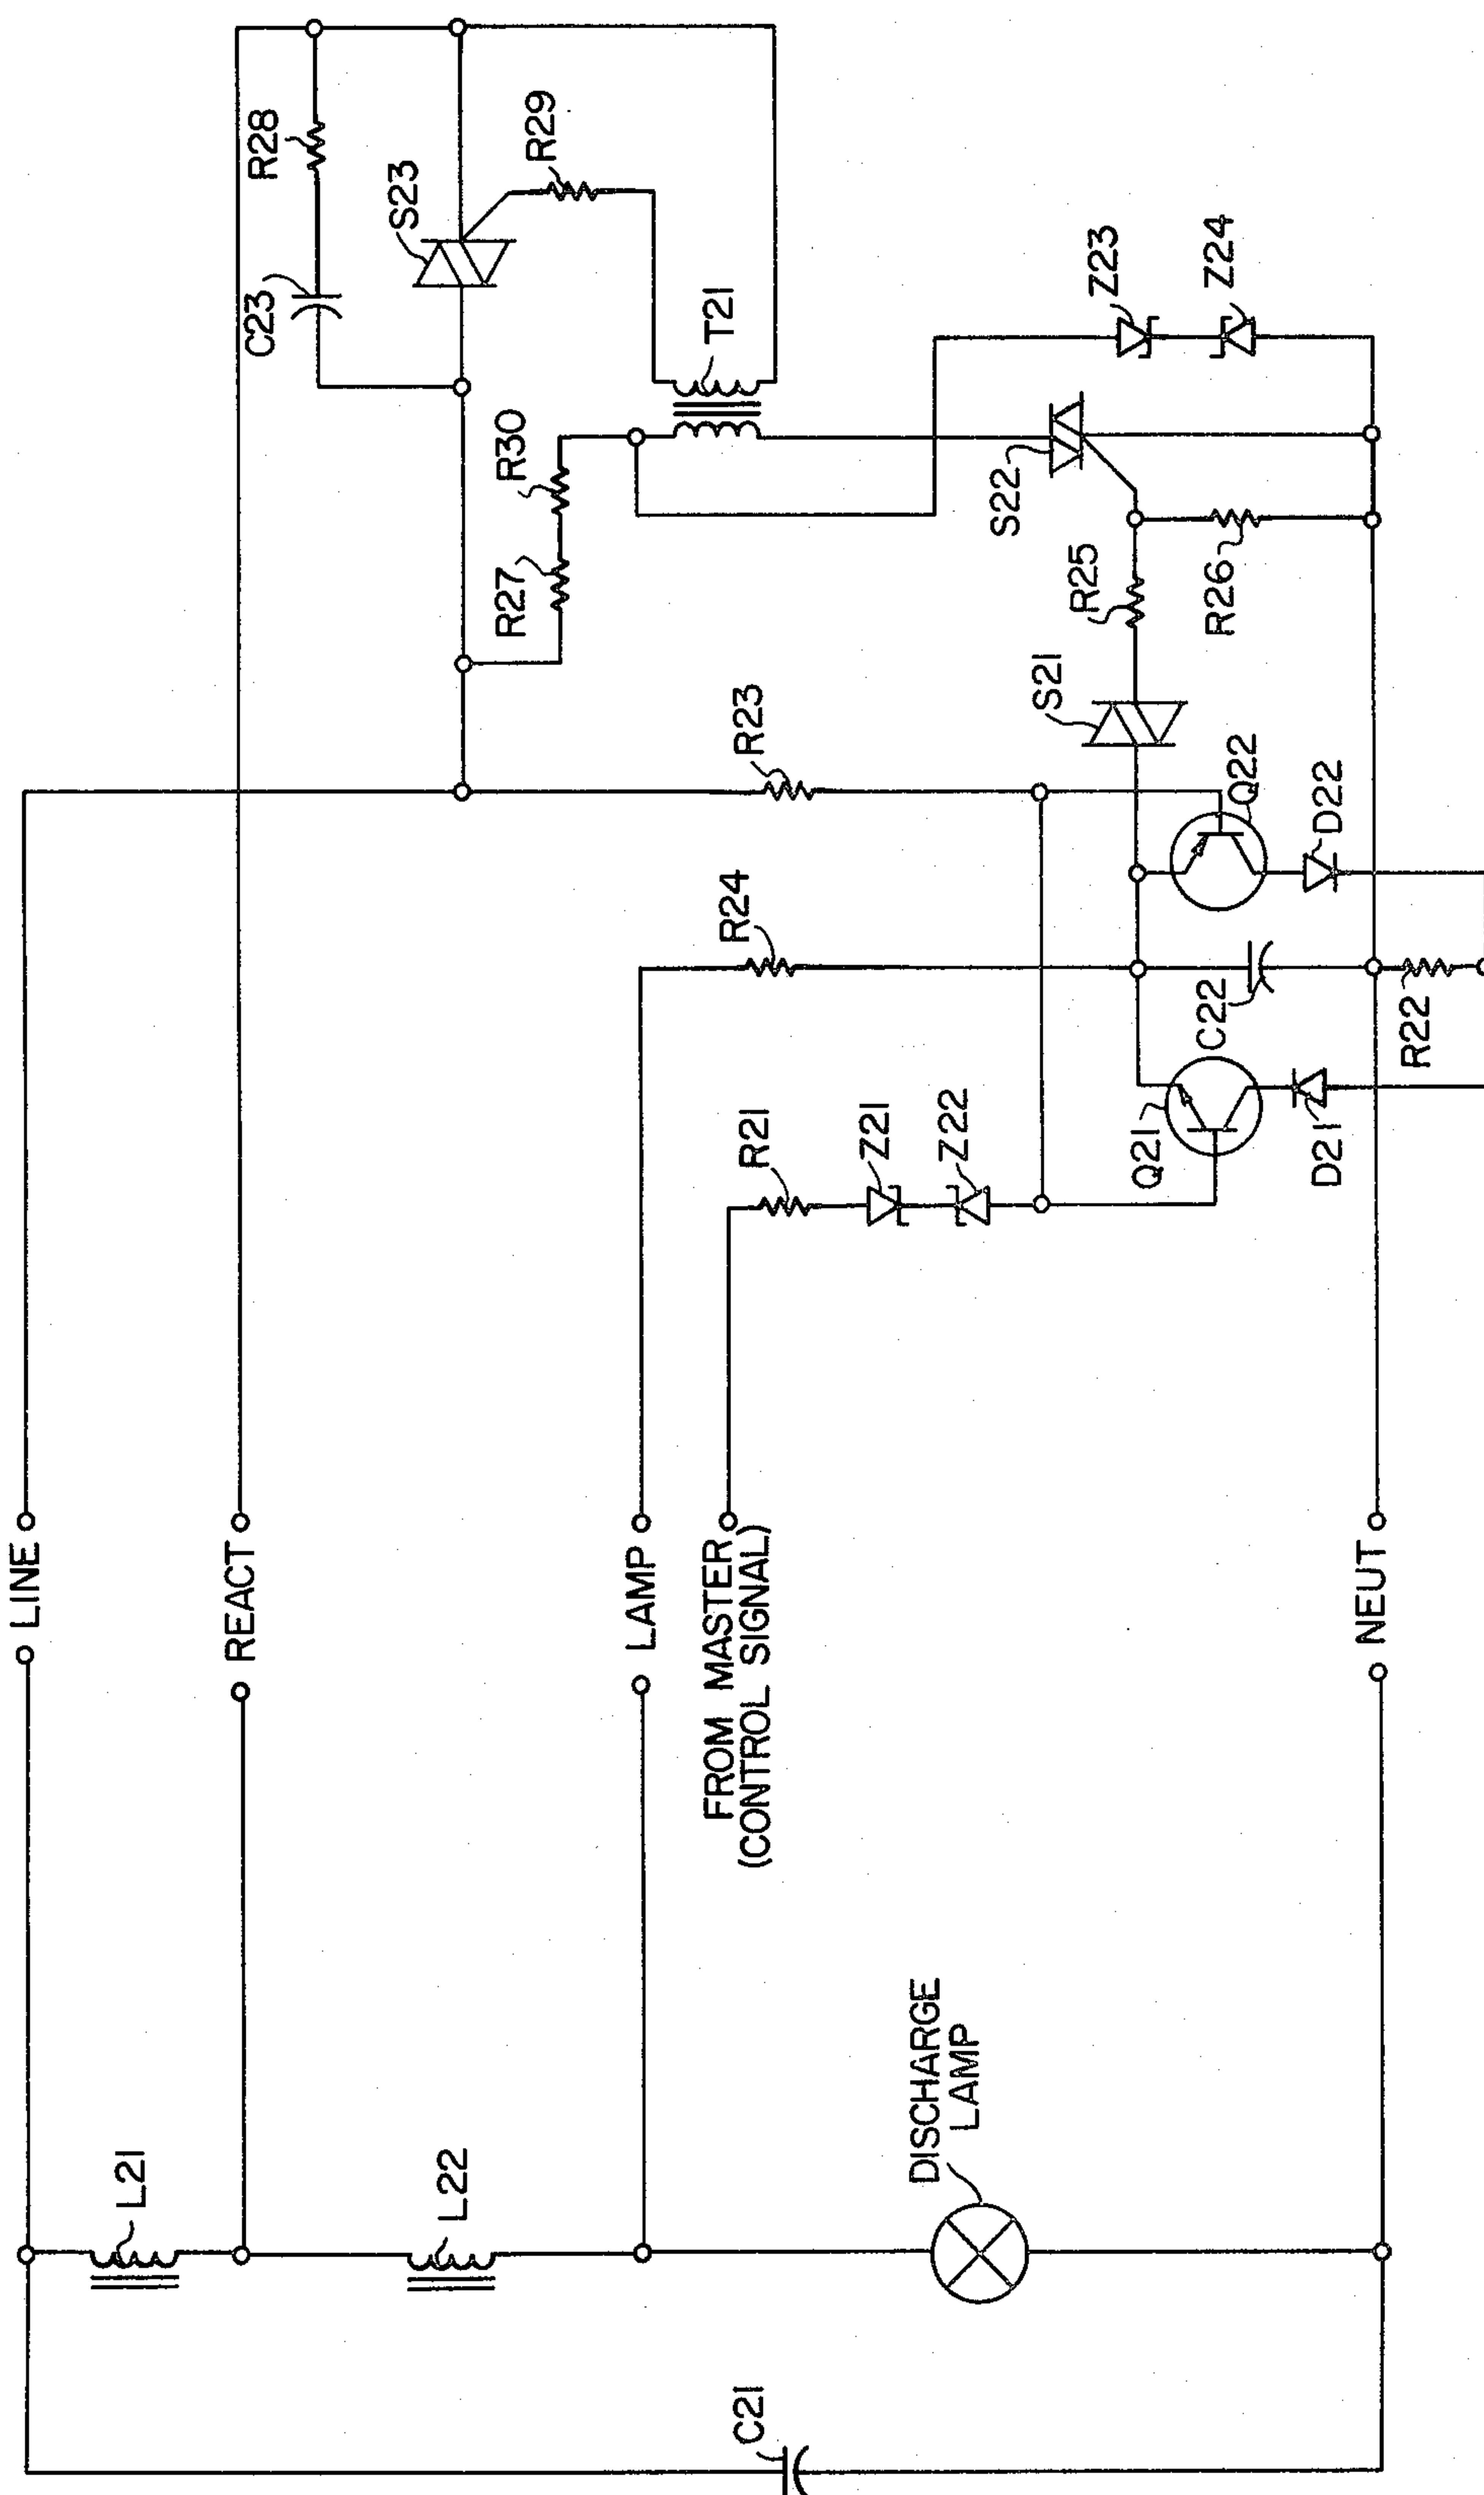 LINE
REACT
LAMP
FROM MASTER
(CONTROL SIGNAL)
NEUT
L21
L22
C21
DISCHARGE
LAMP
R21
Z21
Z22
Q21
D21
C22
R22
R24
R23
Q22
D22
S21
R25
R26
S22
R27
R30
T21
Z23
Z24
C23
R28
S23
R29